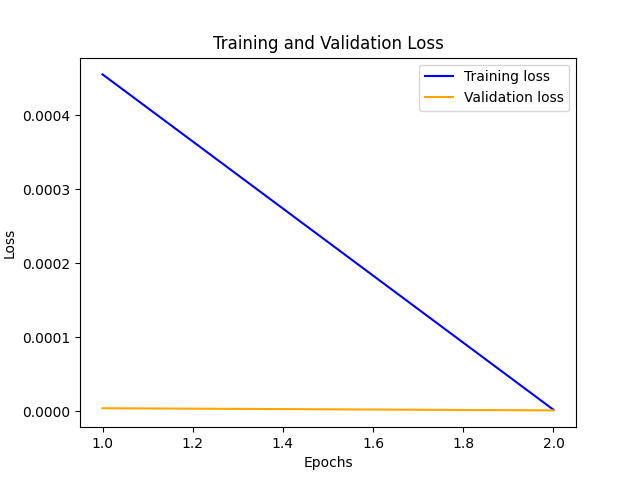 Training and Validation Loss
Training loss
Validation loss
0.0004
0.0003
0.0002
0.0001
0.0000
Loss
1.0 1.2 1.4 1.6 1.8 2.0
Epochs